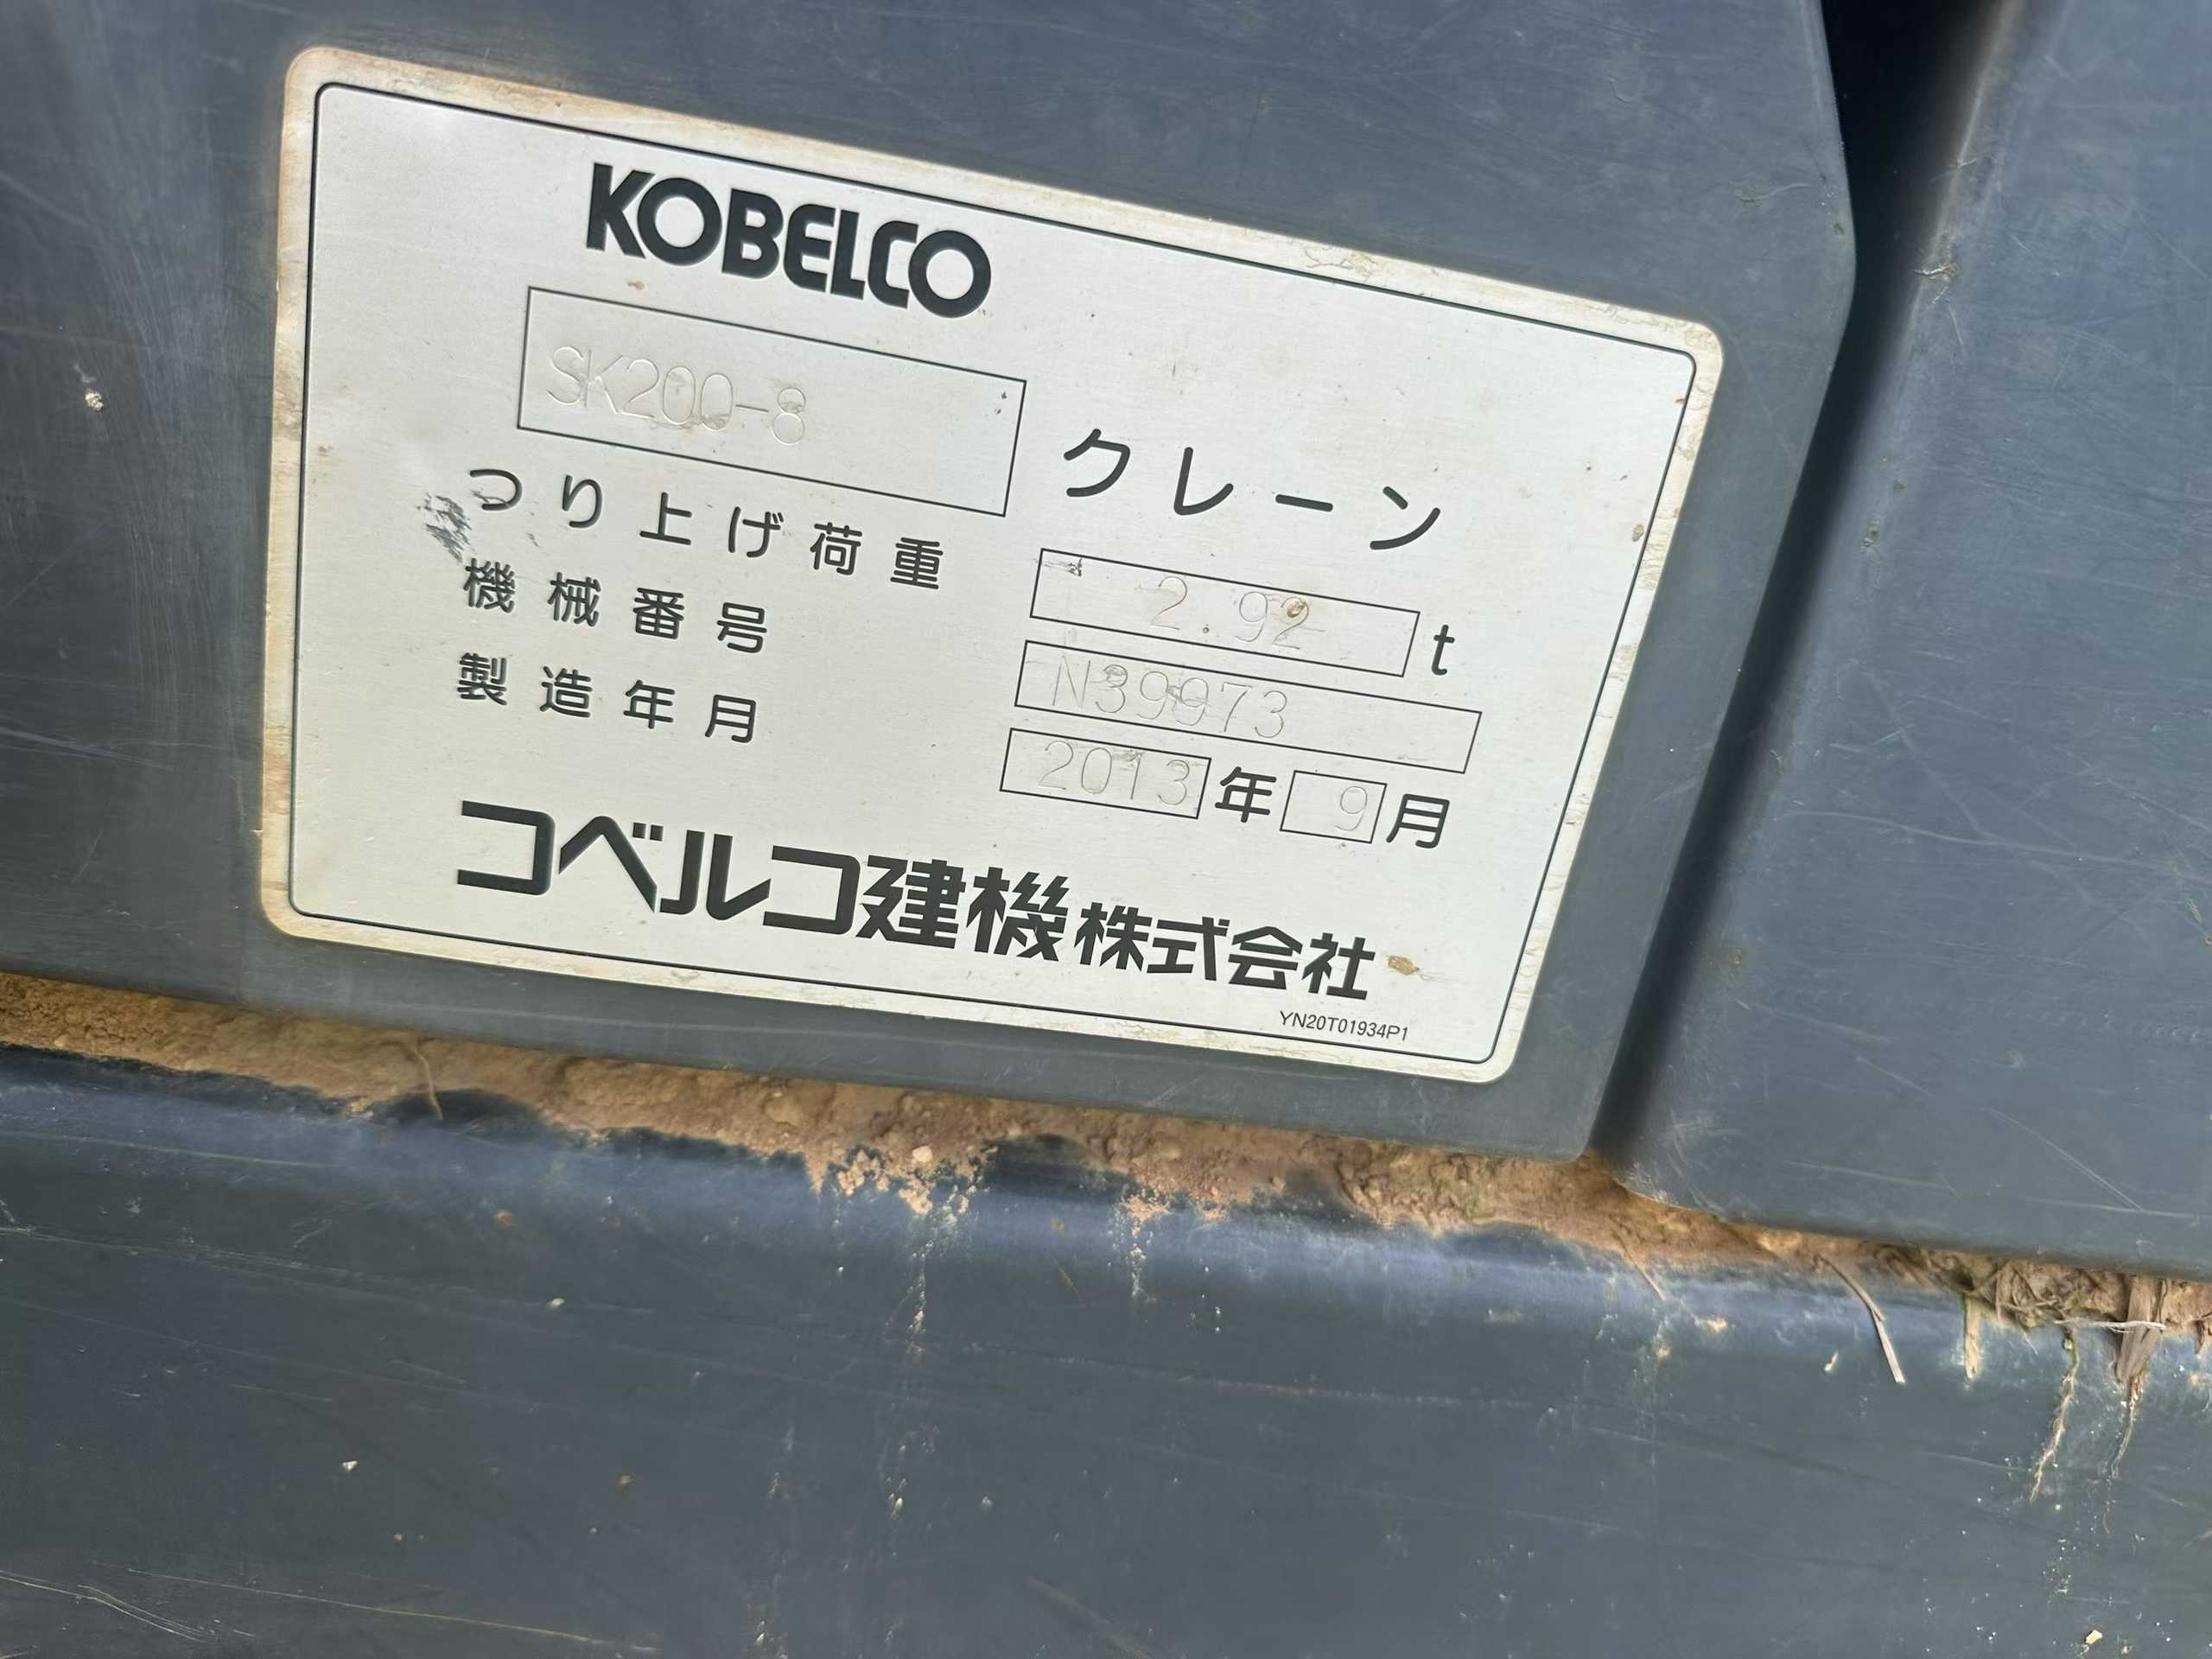 KOBELCO
SK200-8 クレーン
つり上げ荷重 2.92 t
機械番号 N39973
製造年月 2013 年 9 月
コベルコ建機株式会社
YN20T01934P1